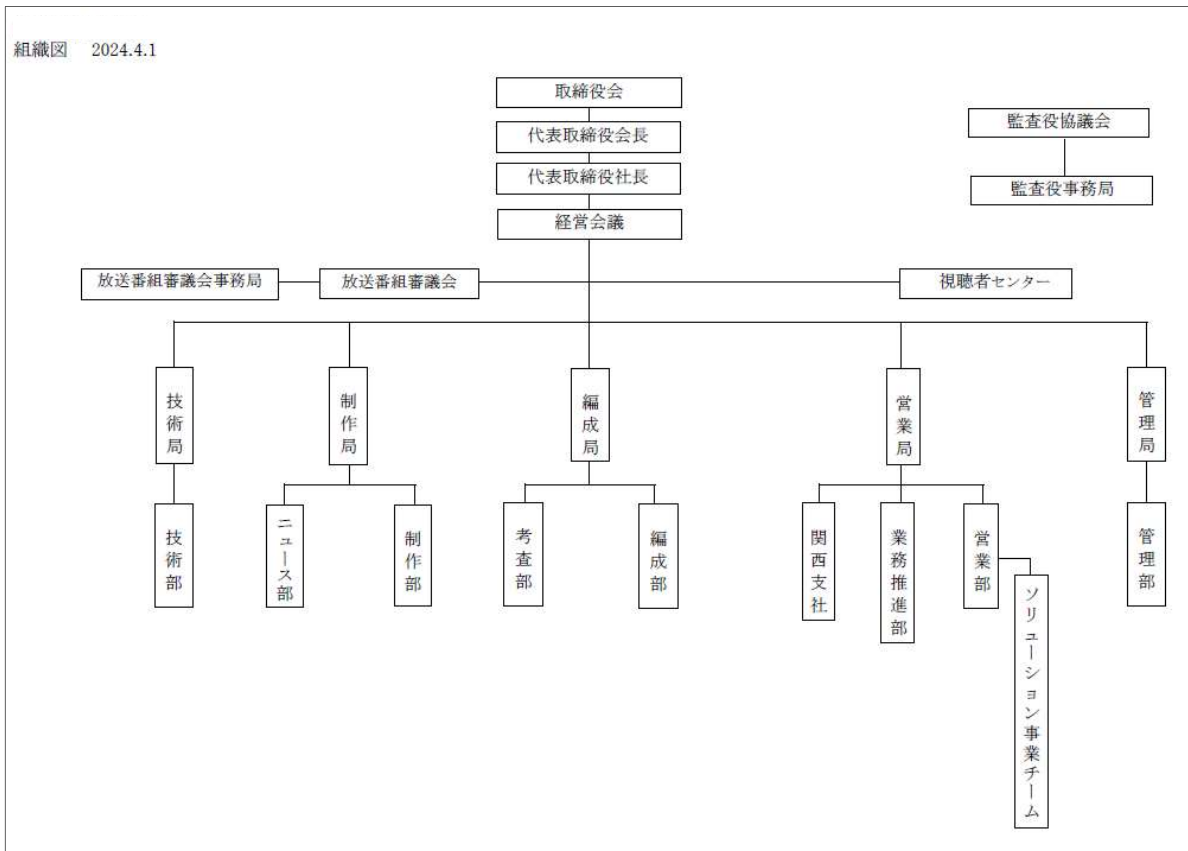 組織図 2024.4.1
取締役会
代表取締役会長
監査役協議会
代表取締役社長
監査役事務局
経営会議
放送番組審議会事務局
放送番組審議会
視聴者センター
技術局
制作局
編成局
営業局
管理局
技術部
ニュース部
制作部
考査部
編成部
関西支社
業務推進部
営業部
管理部
ソリューション事業チーム